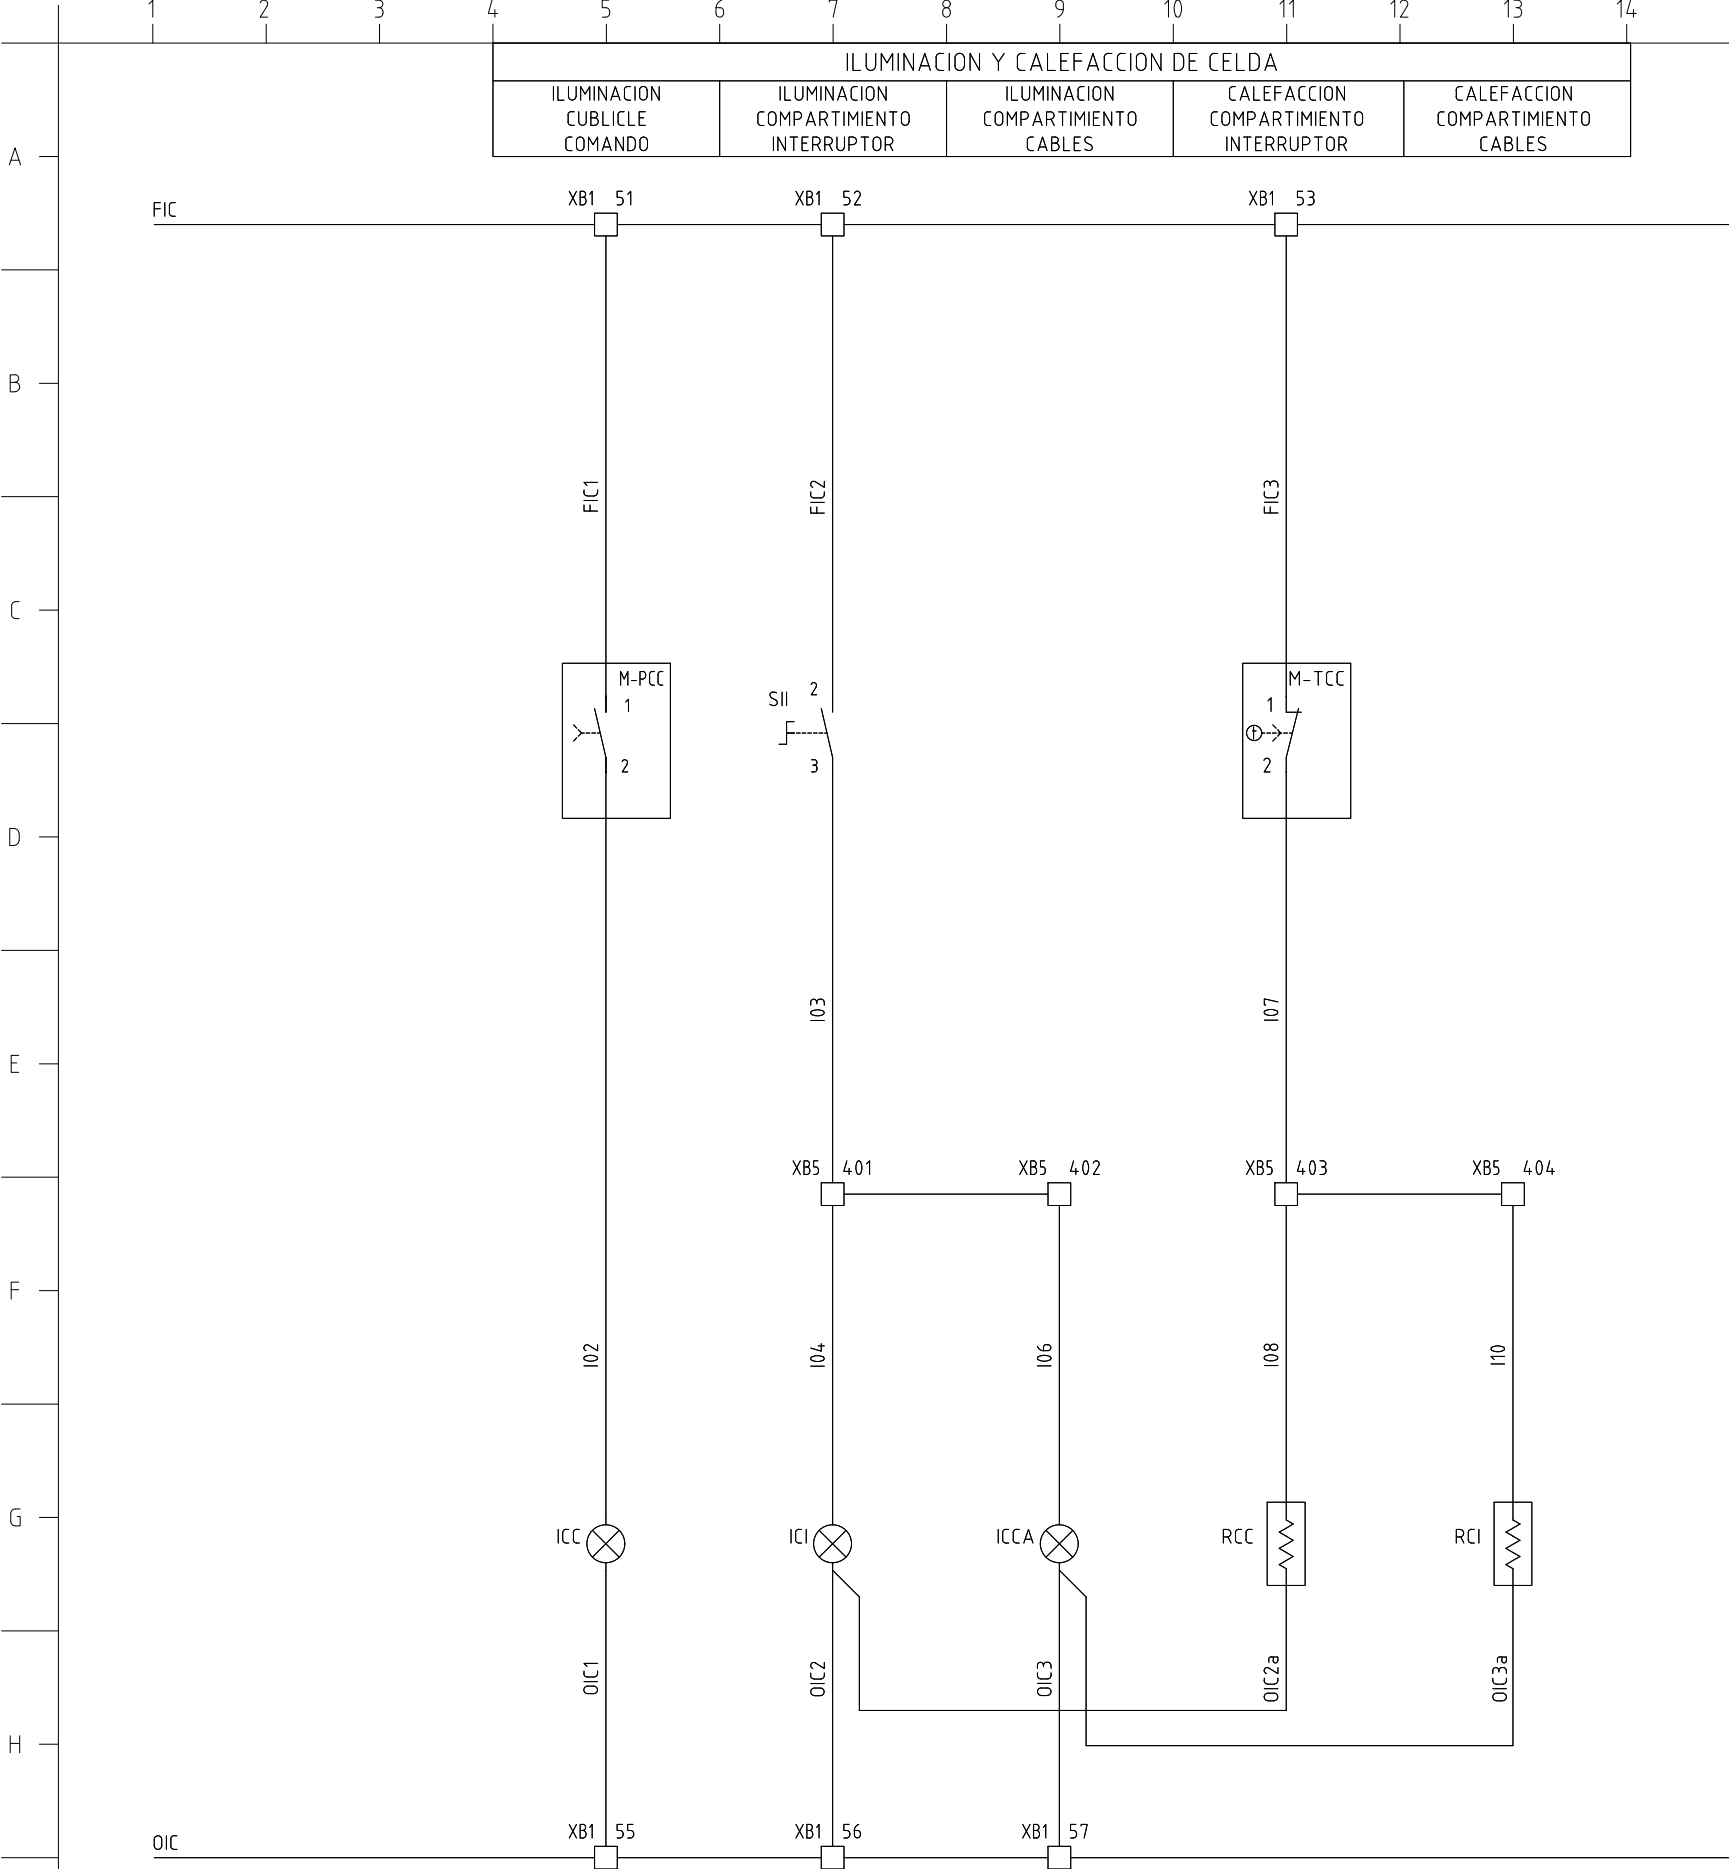 1 2 3 4 5 6 7 8 9 10 11 12 13 14
ILUMINACION Y CALEFACCION DE CELDA
ILUMINACION
CUBLICLE
COMANDO
ILUMINACION
COMPARTIMIENTO
INTERRUPTOR
ILUMINACION
COMPARTIMIENTO
CABLES
CALEFACCION
COMPARTIMIENTO
INTERRUPTOR
CALEFACCION
COMPARTIMIENTO
CABLES
A
FIC
XB1 51
XB1 52
XB1 53
B
FIC1
FIC2
FIC3
C
M-PCC
1
2
SII
2
3
M-TCC
1
t
2
D
I03
I07
E
XB5 401
XB5 402
XB5 403
XB5 404
F
I02
I04
I06
I08
I10
G
ICC
ICI
ICCA
RCC
RCI
OIC1
OIC2
OIC3
OIC2a
OIC3a
H
OIC
XB1 55
XB1 56
XB1 57